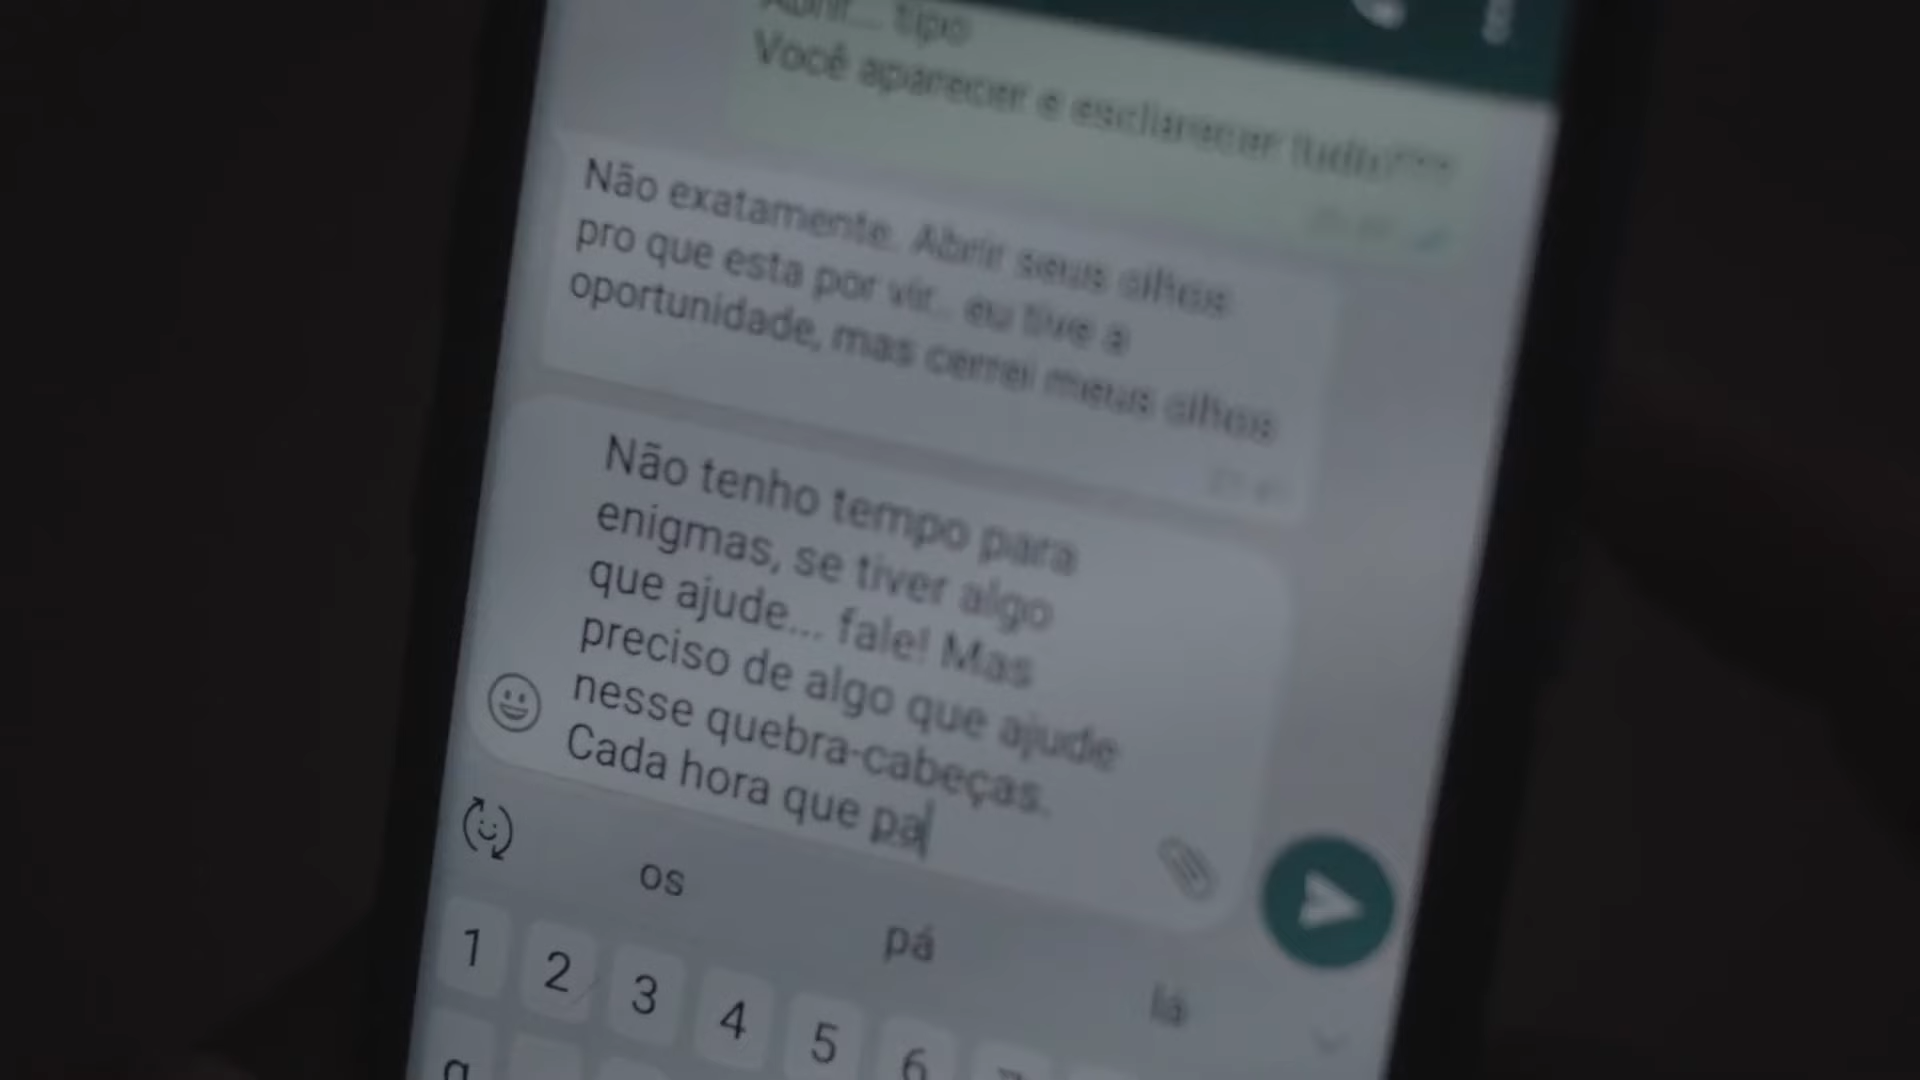 Abrir... tipo
Você aparecer e esclarecer tudo???
Não exatamente. Abrir seus olhos
pro que esta por vir.. eu tive a
oportunidade, mas cerrei meus olhos
Não tenho tempo para
enigmas, se tiver algo
que ajude... fale! Mas
preciso de algo que ajude
nesse quebra-cabeças.
Cada hora que pa
os
pá
lá
1 2 3 4 5 6
q